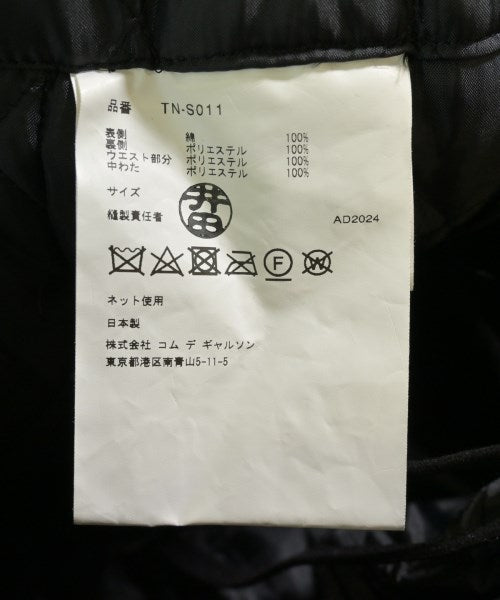 品番 TN-S011
表側 綿 100%
裏側 ポリエステル 100%
ウエスト部分 ポリエステル 100%
中わた ポリエステル 100%
サイズ
縫製責任者 井田
AD2024
F W
ネット使用
日本製
株式会社 コム デ ギャルソン
東京都港区南青山5-11-5